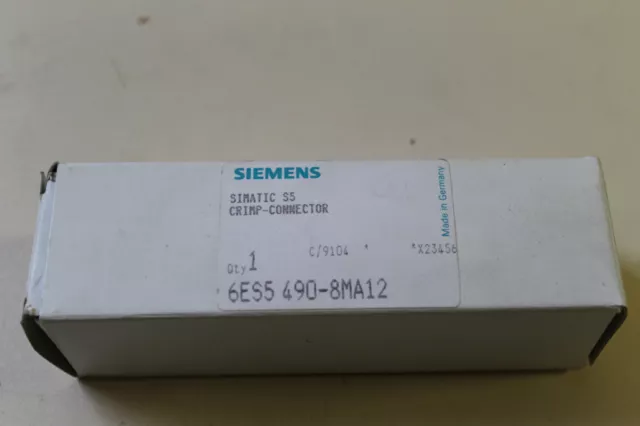 SIEMENS
SIMATIC S5
CRIMP-CONNECTOR
C/9104 * *X23456
Qty 1
6ES5 490-8MA12
Made in Germany